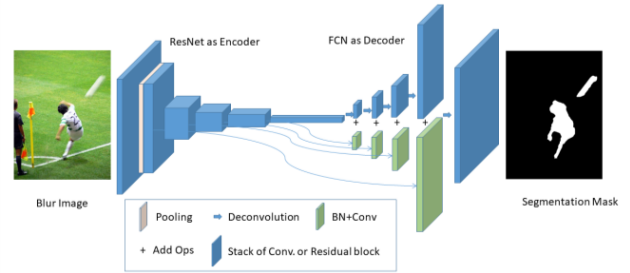 ResNet as Encoder
FCN as Decoder
+ + + +
Blur Image
Segmentation Mask
Pooling
Deconvolution
BN+Conv
+ Add Ops
Stack of Conv. or Residual block